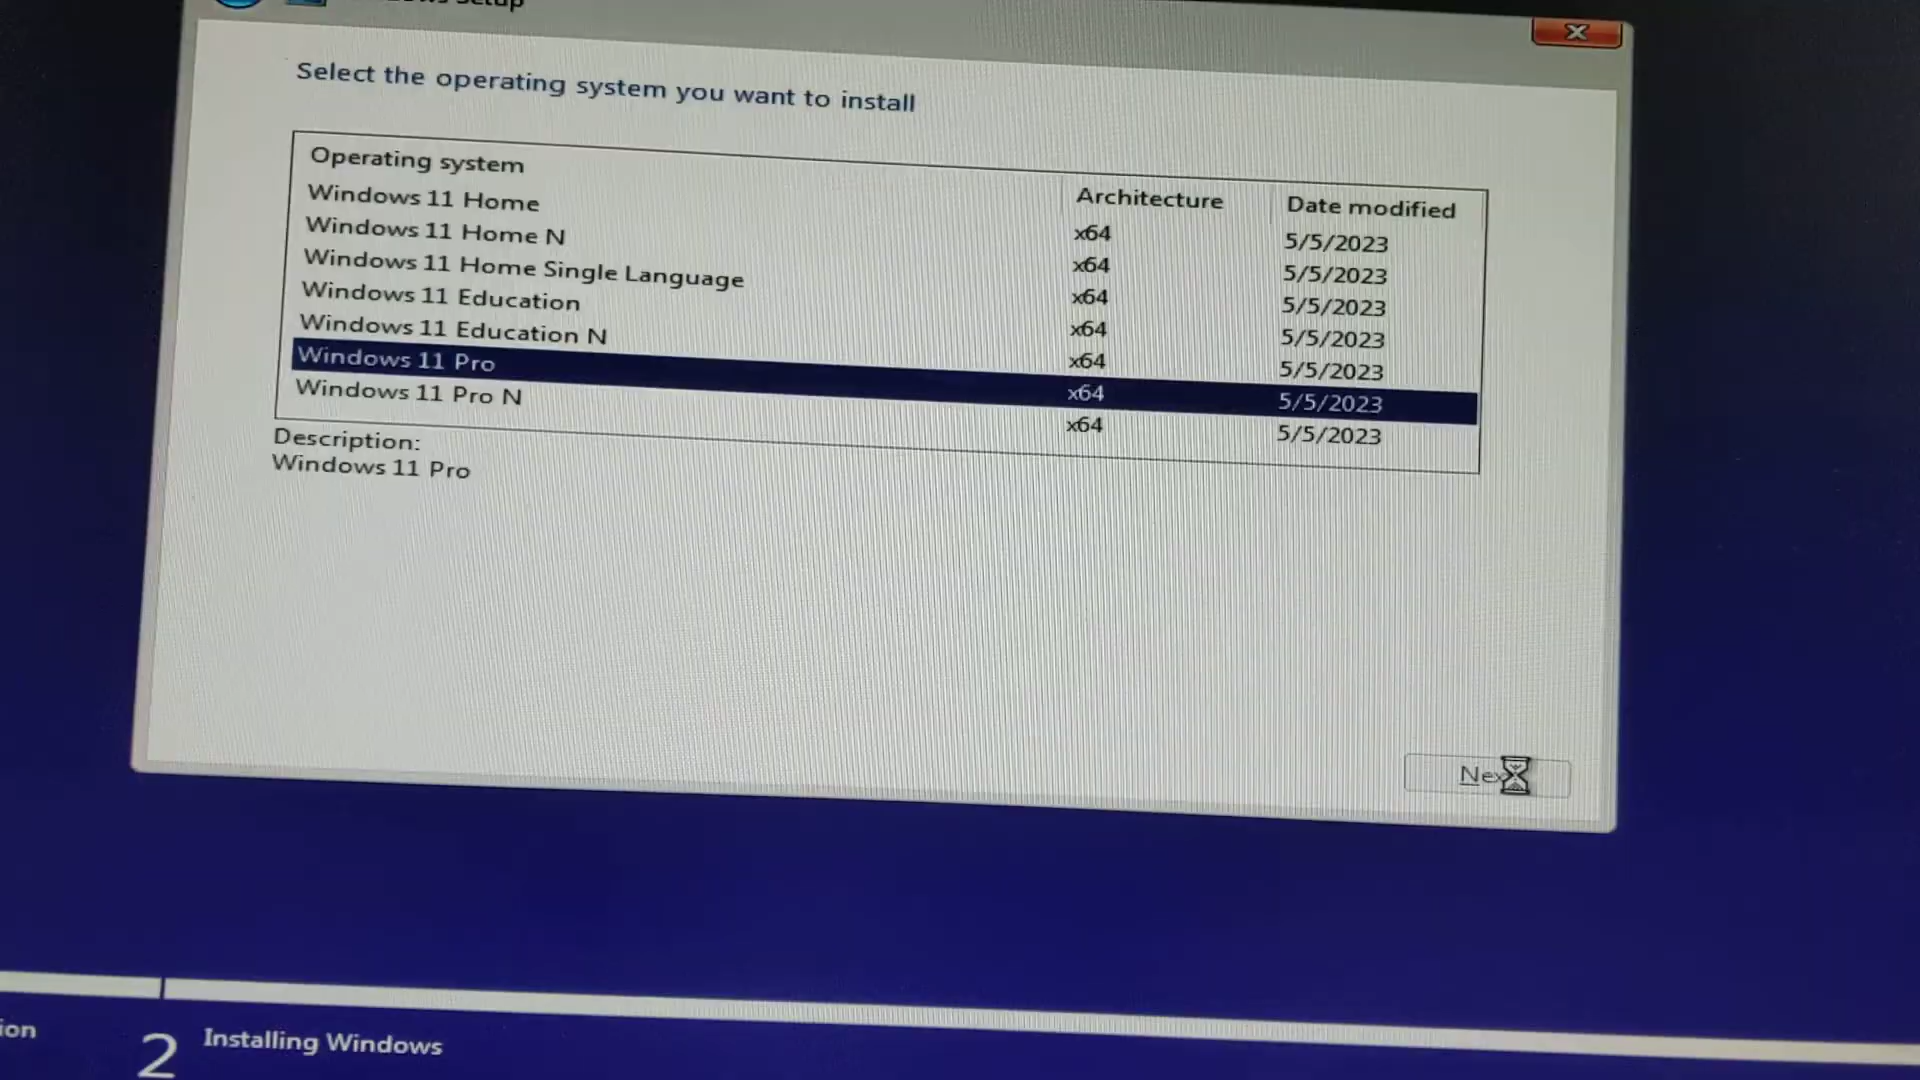 Setup
Select the operating system you want to install
Operating system Architecture Date modified
Windows 11 Home x64 5/5/2023
Windows 11 Home N x64 5/5/2023
Windows 11 Home Single Language x64 5/5/2023
Windows 11 Education x64 5/5/2023
Windows 11 Education N x64 5/5/2023
Windows 11 Pro x64 5/5/2023
Windows 11 Pro N x64 5/5/2023
Description:
Windows 11 Pro
Nex
ion 2 Installing Windows